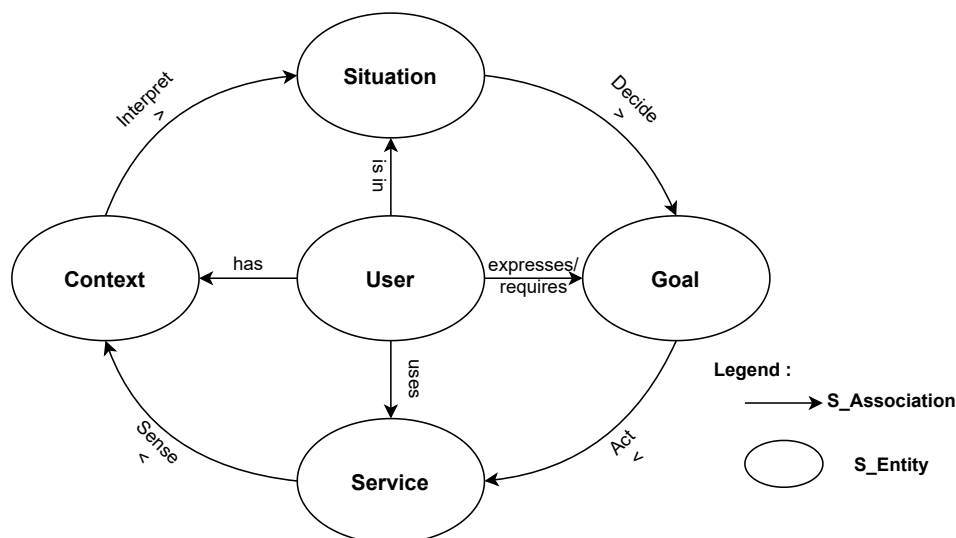 Situation
Interpret
>
Decide
>
is in
Context
has
User
expresses/
requires
Goal
uses
Legend :
S_Association
Sense
<
Act
<
Service
S_Entity